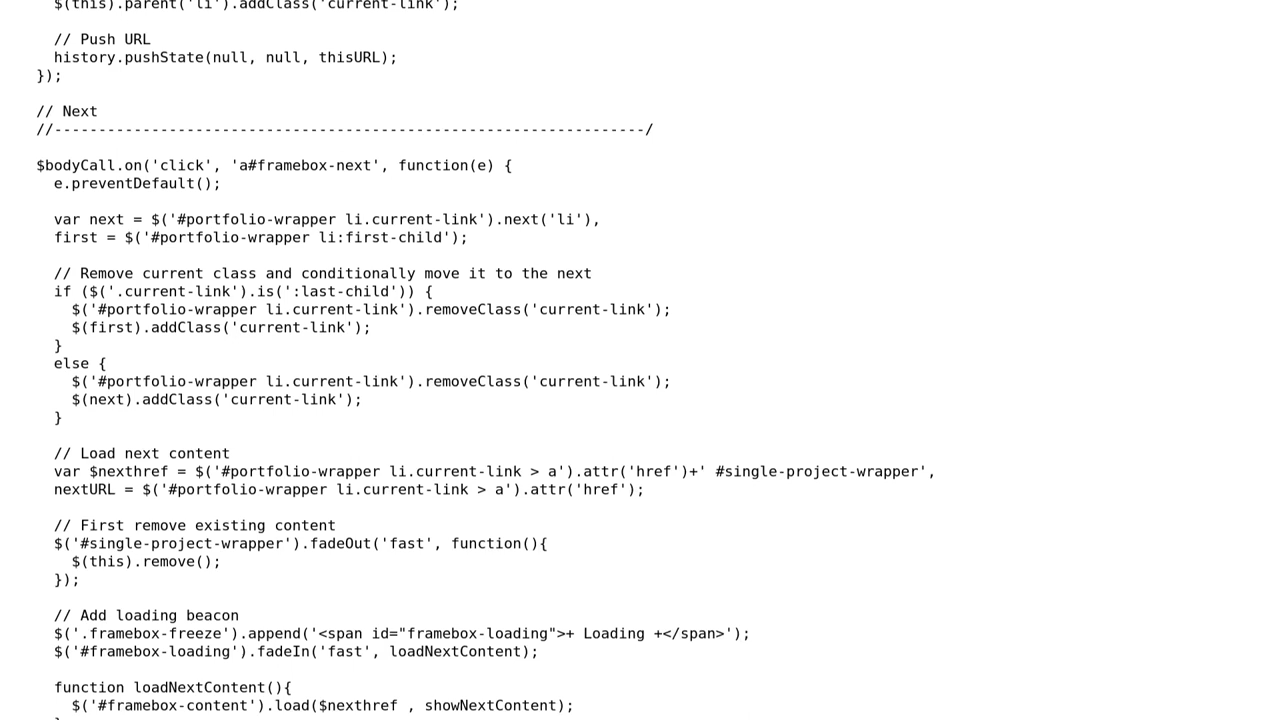 $(this).parent('li').addClass('current-link');

// Push URL
history.pushState(null, null, thisURL);
});

// Next
//-------------------------------------------------------------------/

$bodyCall.on('click', 'a#framebox-next', function(e) {
e.preventDefault();

var next = $('#portfolio-wrapper li.current-link').next('li'),
first = $('#portfolio-wrapper li:first-child');

// Remove current class and conditionally move it to the next
if ($('.current-link').is(':last-child')) {
$('#portfolio-wrapper li.current-link').removeClass('current-link');
$(first).addClass('current-link');
}
else {
$('#portfolio-wrapper li.current-link').removeClass('current-link');
$(next).addClass('current-link');
}

// Load next content
var $nexthref = $('#portfolio-wrapper li.current-link > a').attr('href')+' #single-project-wrapper',
nextURL = $('#portfolio-wrapper li.current-link > a').attr('href');

// First remove existing content
$('#single-project-wrapper').fadeOut('fast', function(){
$(this).remove();
});

// Add loading beacon
$('.framebox-freeze').append('<span id="framebox-loading">+ Loading +</span>');
$('#framebox-loading').fadeIn('fast', loadNextContent);

function loadNextContent(){
$('#framebox-content').load($nexthref , showNextContent);